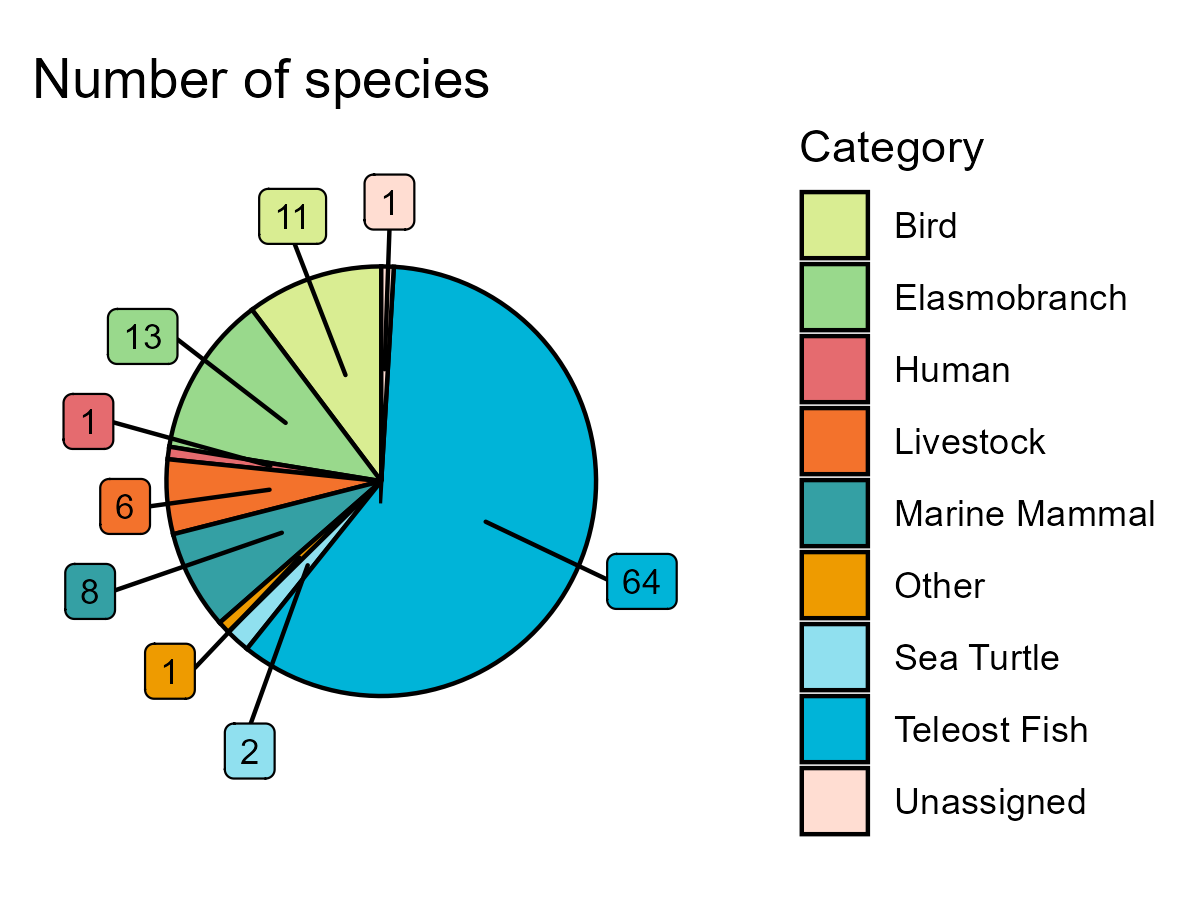 Number of species
Category
1
11
Bird
Elasmobranch
13
Human
1
Livestock
6
Marine Mammal
64
8
Other
1
Sea Turtle
2
Teleost Fish
Unassigned